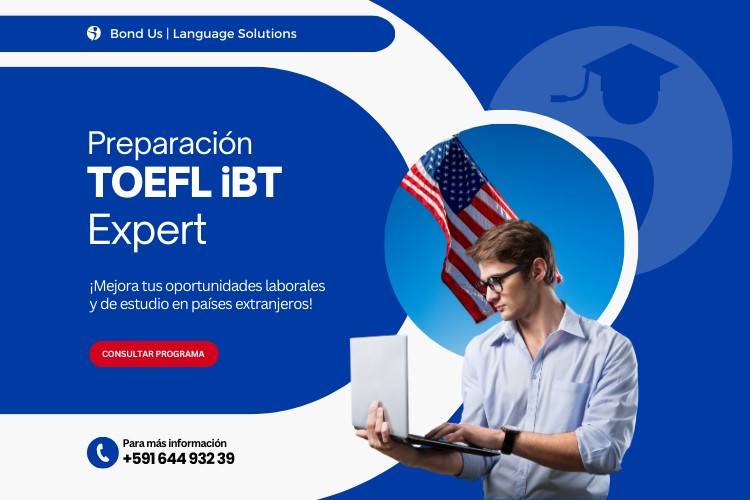 Bond Us | Language Solutions
Preparación
TOEFL iBT
Expert
¡Mejora tus oportunidades laborales
y de estudio en países extranjeros!
CONSULTAR PROGRAMA
Para más información
+591 644 932 39